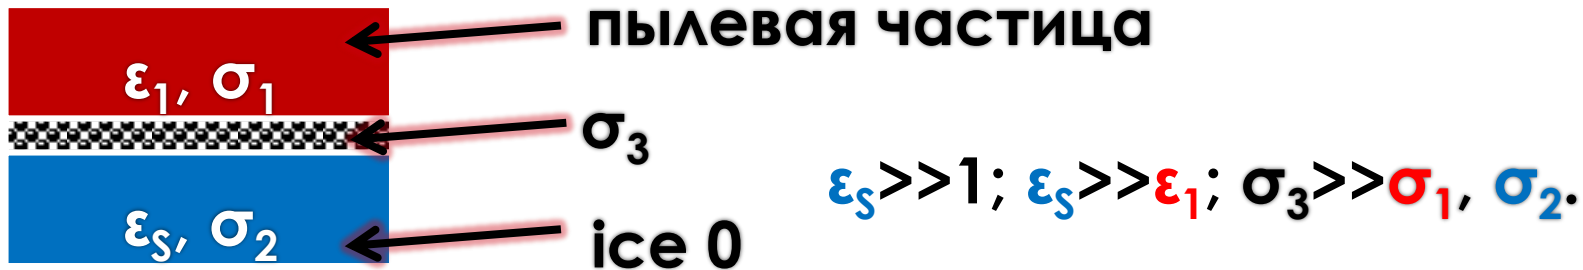 пылевая частица
ε1, σ1
σ3
εS>>1; εS>>ε1; σ3>>σ1, σ2.
εS, σ2
ice 0